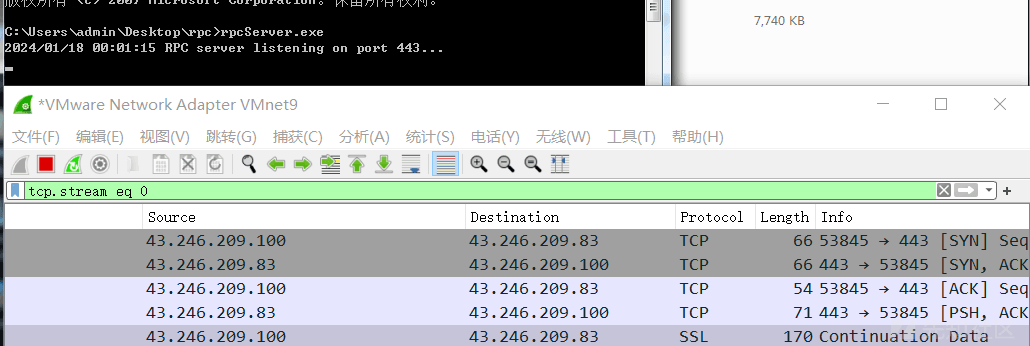 版权所有 (c) 2007 Microsoft Corporation。保留所有权利。
C:\Users\admin\Desktop\rpc>rpcServer.exe
2024/01/18 00:01:15 RPC server listening on port 443...
7,740 KB
*VMware Network Adapter VMnet9
文件(F) 编辑(E) 视图(V) 跳转(G) 捕获(C) 分析(A) 统计(S) 电话(Y) 无线(W) 工具(T) 帮助(H)
tcp.stream eq 0
Source Destination Protocol Length Info
43.246.209.100 43.246.209.83 TCP 66 53845 → 443 [SYN] Seq
43.246.209.83 43.246.209.100 TCP 66 443 → 53845 [SYN, ACK
43.246.209.100 43.246.209.83 TCP 54 53845 → 443 [ACK] Seq
43.246.209.83 43.246.209.100 TCP 71 443 → 53845 [PSH, ACK
43.246.209.100 43.246.209.83 SSL 170 Continuation Data